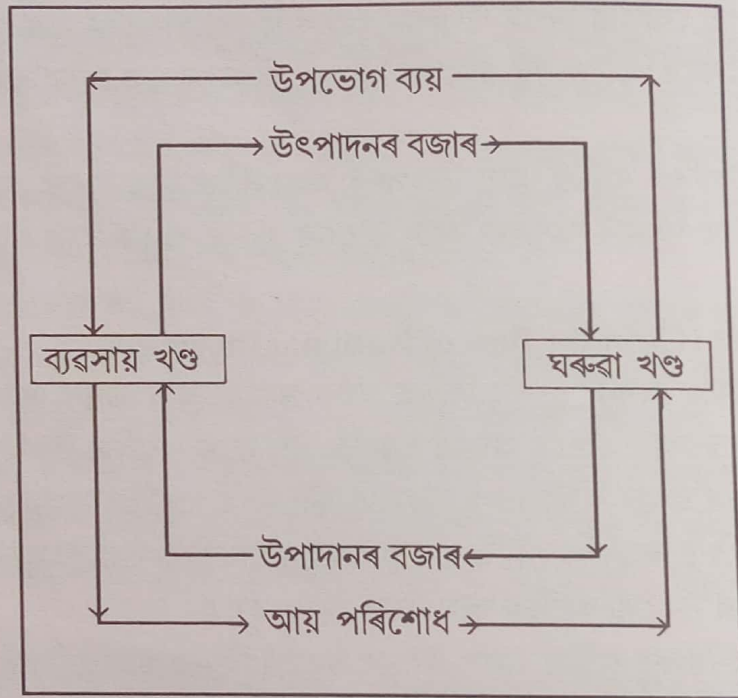 উপভোগ ব্যয়
উৎপাদনৰ বজাৰ
ব্যৱসায় খণ্ড
ঘৰুৱা খণ্ড
উপাদানৰ বজাৰ
আয় পৰিশোধ